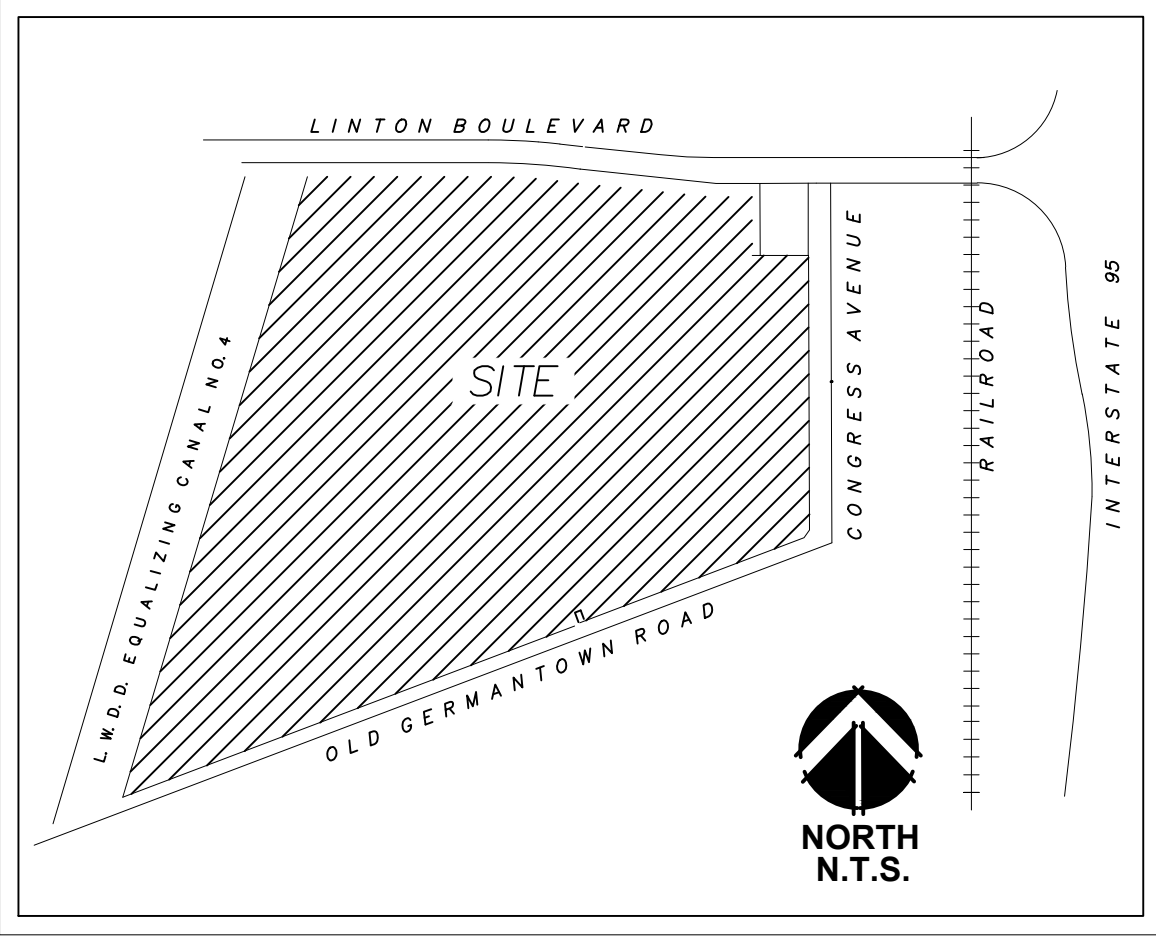 LINTON BOULEVARD
L. W. D. D. EQUALIZING CANAL NO. 4
SITE
CONGRESS AVENUE
RAILROAD
INTERSTATE 95
OLD GERMANTOWN ROAD
NORTH
N.T.S.